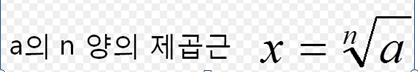 a의 n 양의 제곱근 x = ⁿ√a